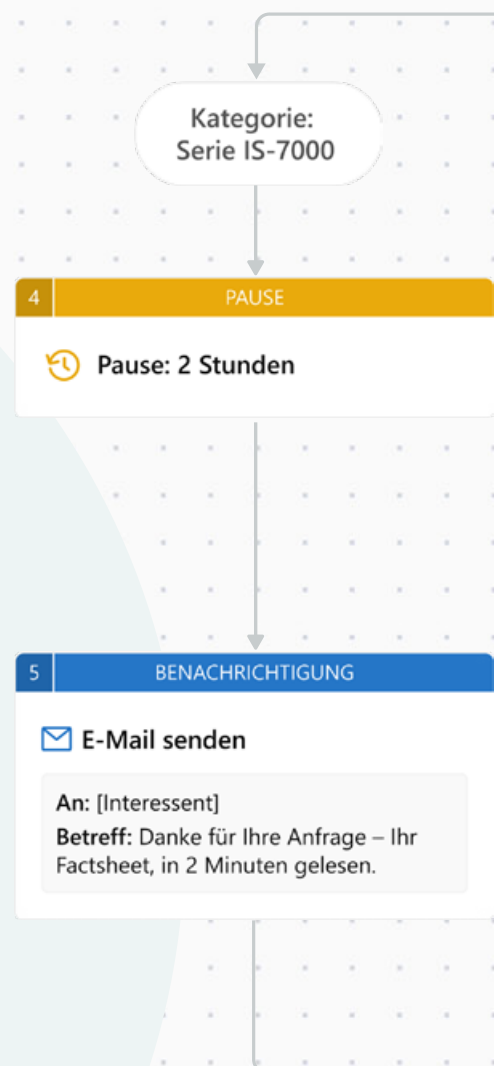 Kategorie:
Serie IS-7000
4
PAUSE
Pause: 2 Stunden
5
BENACHRICHTIGUNG
E-Mail senden
An: [Interessent]
Betreff: Danke für Ihre Anfrage – Ihr
Factsheet, in 2 Minuten gelesen.